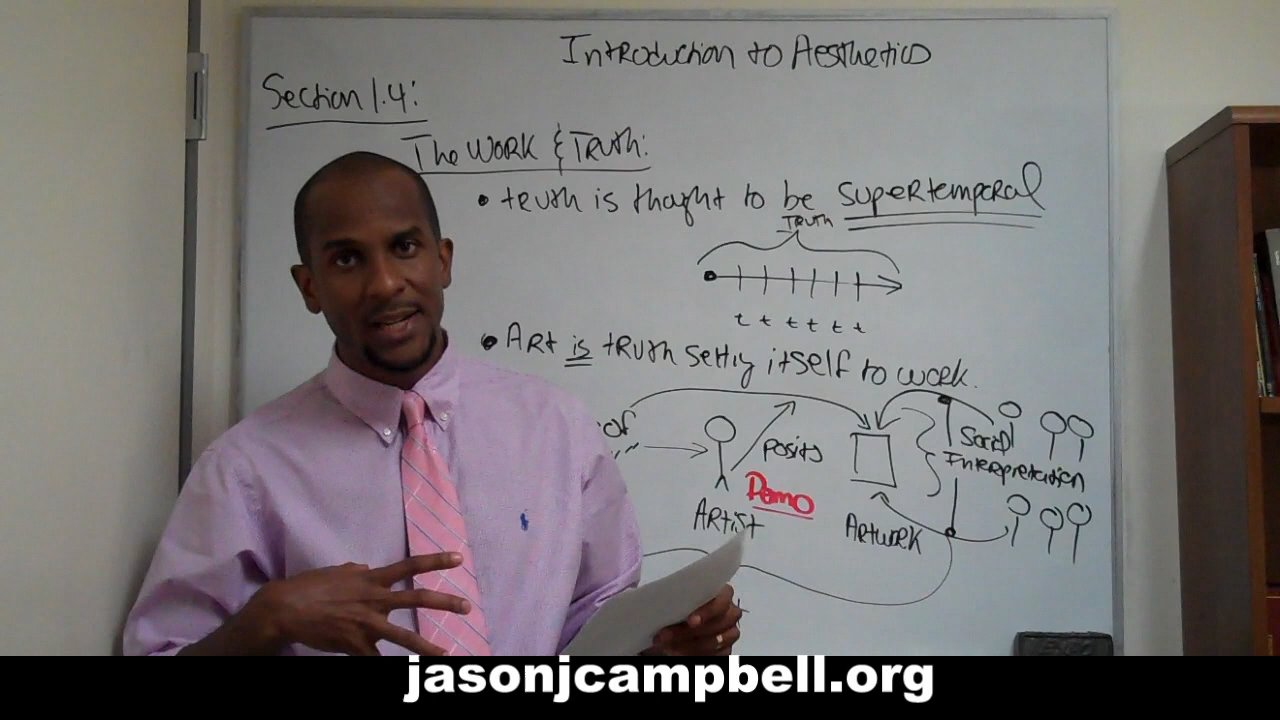 Introduction to Aesthetics
Section 1.4:
The Work & Truth:
• truth is thought to be supertemporal
Truth
t t t t t t
• Art is truth setting itself to work.
of
posits
Social
Interpretation
Demo
Artist
Artwork
jasonjcampbell.org